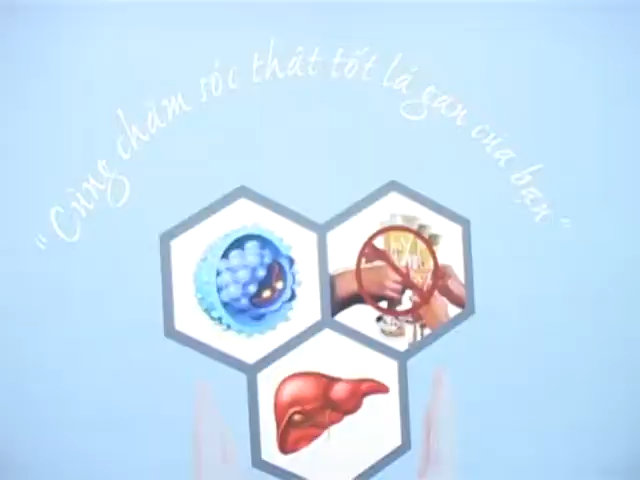 "Cùng chăm sóc thật tốt lá gan của bạn"